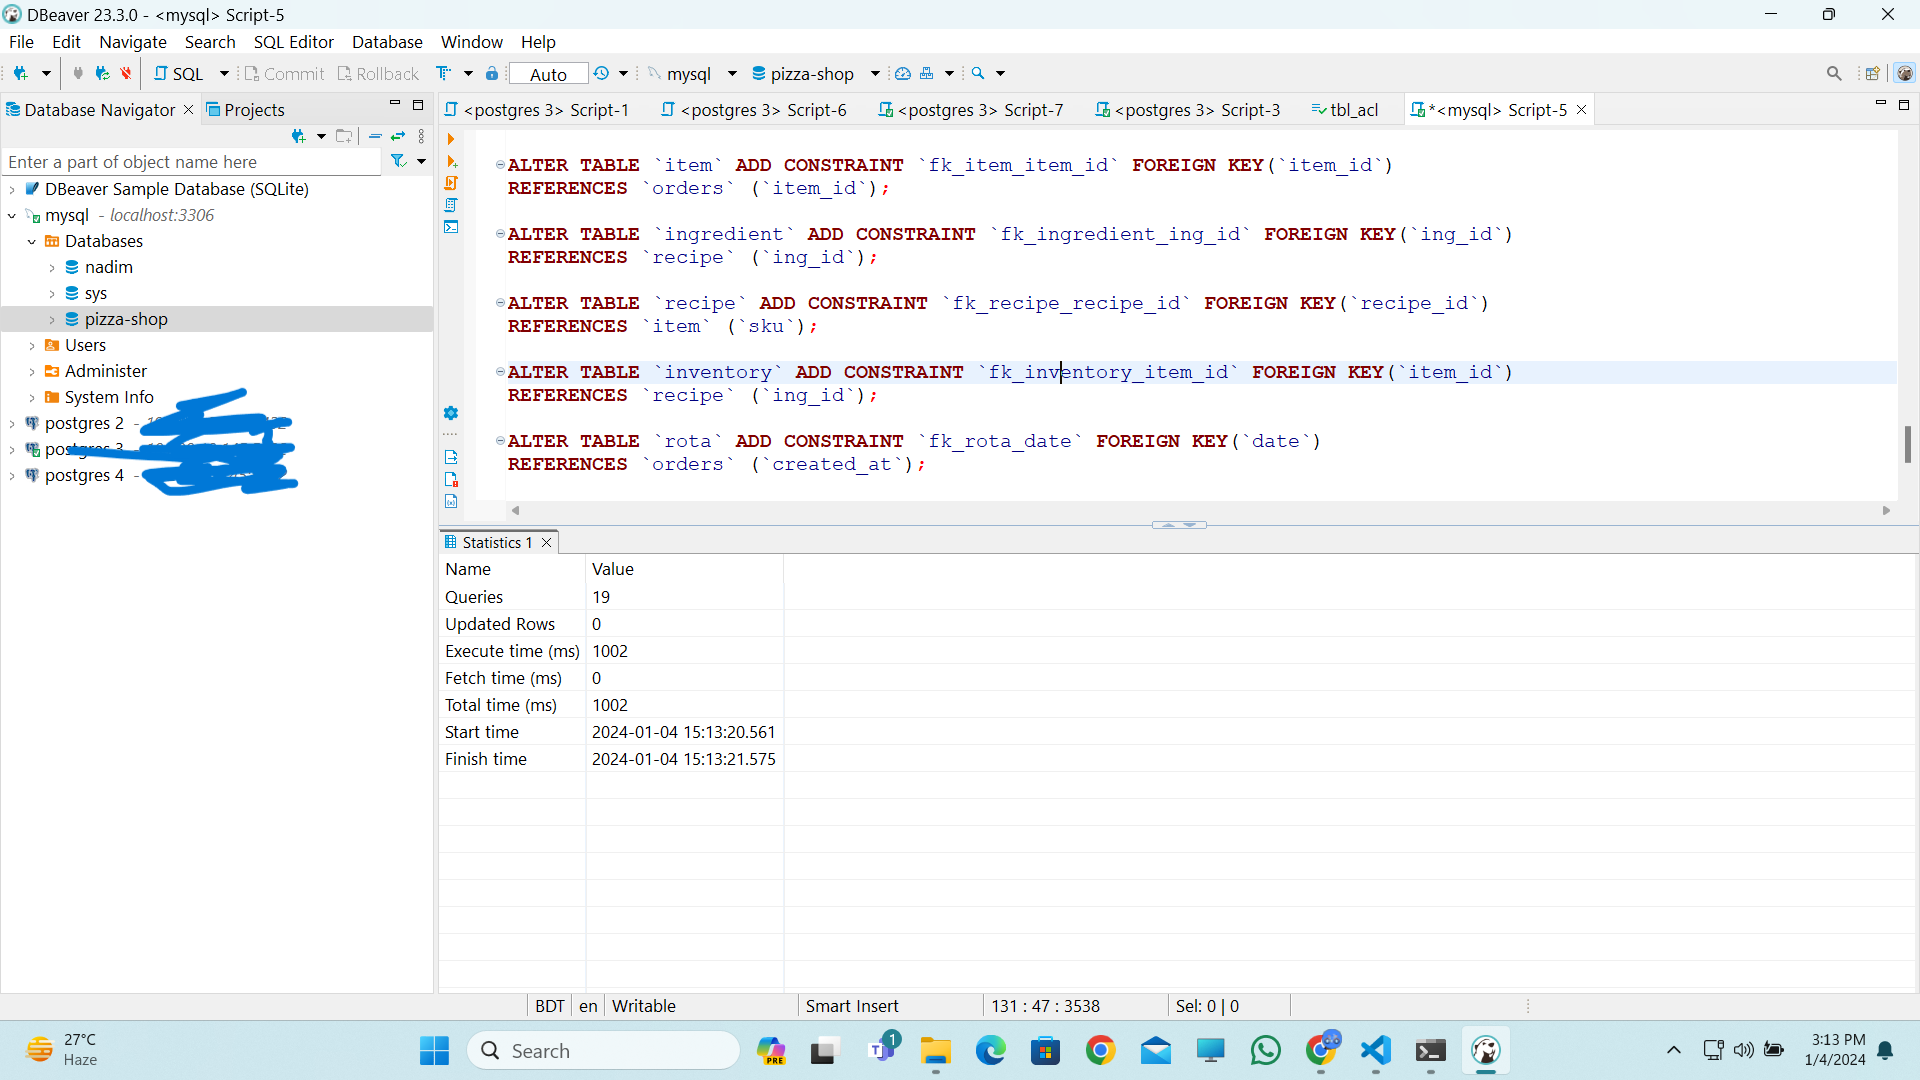 DBeaver 23.3.0 - <mysql> Script-5
File Edit Navigate Search SQL Editor Database Window Help
SQL Commit Rollback Auto mysql pizza-shop
Database Navigator Projects
<postgres 3> Script-1 <postgres 3> Script-6 <postgres 3> Script-7 <postgres 3> Script-3 tbl_acl *<mysql> Script-5
Enter a part of object name here
DBeaver Sample Database (SQLite)
mysql - localhost:3306
Databases
nadim
sys
pizza-shop
Users
Administer
System Info
postgres 2 -
postgres 3 -
postgres 4 -
ALTER TABLE `item` ADD CONSTRAINT `fk_item_item_id` FOREIGN KEY(`item_id`)
REFERENCES `orders` (`item_id`);
ALTER TABLE `ingredient` ADD CONSTRAINT `fk_ingredient_ing_id` FOREIGN KEY(`ing_id`)
REFERENCES `recipe` (`ing_id`);
ALTER TABLE `recipe` ADD CONSTRAINT `fk_recipe_recipe_id` FOREIGN KEY(`recipe_id`)
REFERENCES `item` (`sku`);
ALTER TABLE `inventory` ADD CONSTRAINT `fk_inventory_item_id` FOREIGN KEY(`item_id`)
REFERENCES `recipe` (`ing_id`);
ALTER TABLE `rota` ADD CONSTRAINT `fk_rota_date` FOREIGN KEY(`date`)
REFERENCES `orders` (`created_at`);
Statistics 1
Name Value
Queries 19
Updated Rows 0
Execute time (ms) 1002
Fetch time (ms) 0
Total time (ms) 1002
Start time 2024-01-04 15:13:20.561
Finish time 2024-01-04 15:13:21.575
BDT en Writable Smart Insert 131 : 47 : 3538 Sel: 0 | 0
27°C
Haze
Search
PRE
1
3:13 PM
1/4/2024